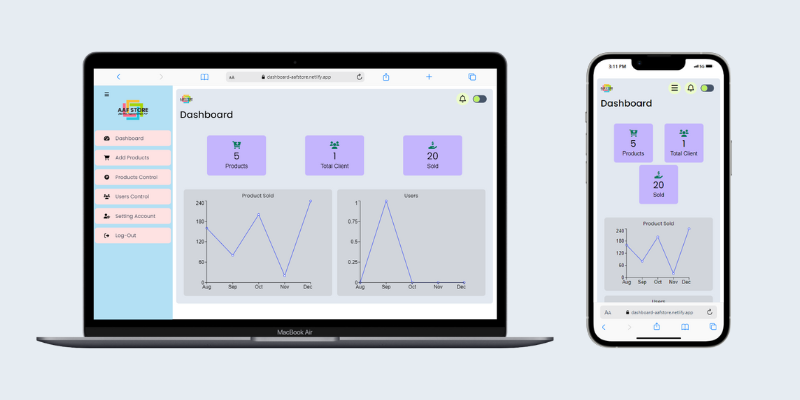 AA
dashboard-aafstore.netlify.app
AAF STORE
Dashboard
Add Products
Products Control
Users Control
Setting Account
Log-Out
Dashboard
5
Products
1
Total Client
20
Sold
Product Sold
240
180
120
60
0
Aug Sep Oct Nov Dec
Users
1
0.75
0.5
0.25
0
Aug Sep Oct Nov Dec
MacBook Air
3:11 PM
Dashboard
5
Products
1
Total Client
20
Sold
Product Sold
240
180
120
60
0
Aug Sep Oct Nov Dec
Users
AA
dashboard-aafstore.netlify.app